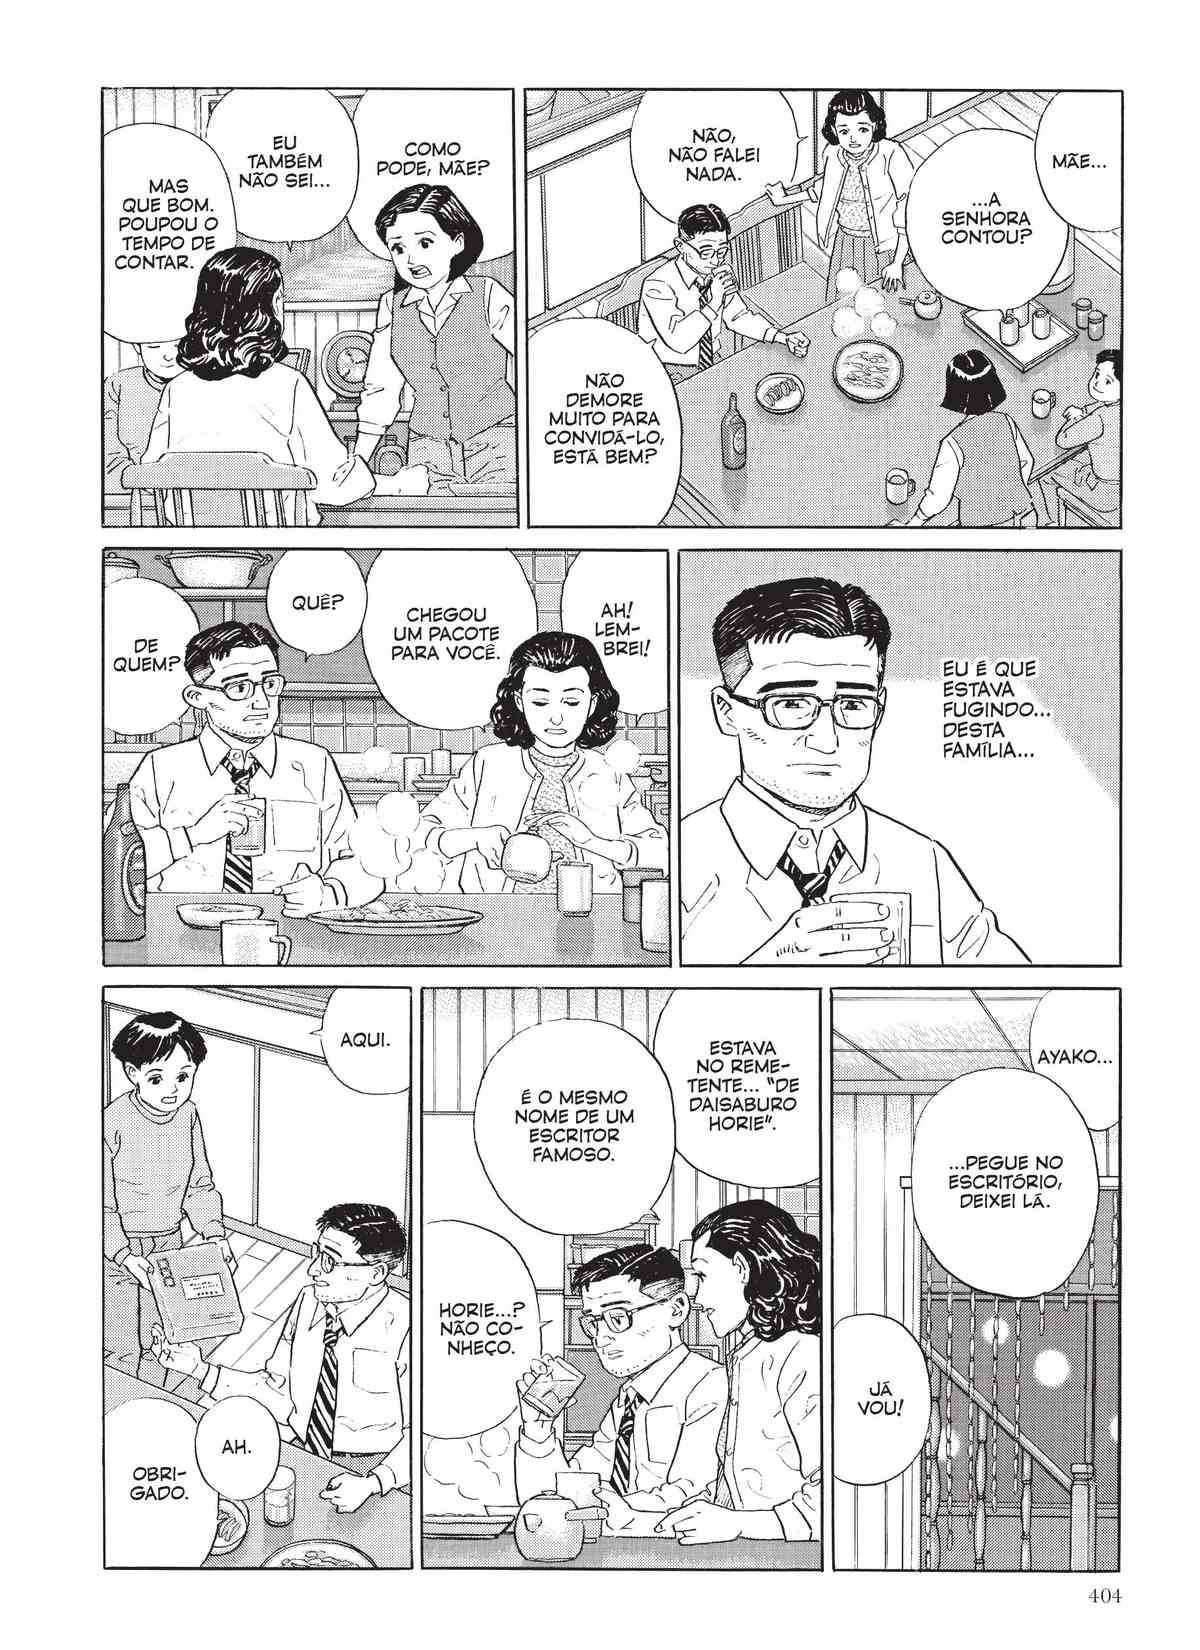 MÃE...
...A
SENHORA
CONTOU?
NÃO,
NÃO FALEI
NADA.
NÃO
DEMORE
MUITO PARA
CONVIDÁ-LO,
ESTÁ BEM?
COMO
PODE, MÃE?
EU
TAMBÉM
NÃO SEI...
MAS
QUE BOM.
POUPOU O
TEMPO DE
CONTAR.
EU É QUE
ESTAVA
FUGINDO...
DESTA
FAMÍLIA...
AH!
LEM-
BREI!
CHEGOU
UM PACOTE
PARA VOCÊ.
QUÊ?
DE
QUEM?
AYAKO...
...PEGUE NO
ESCRITÓRIO,
DEIXEI LÁ.
JÁ
VOU!
ESTAVA
NO REME-
TENTE... “DE
DAISABURO
HORIE”.
É O MESMO
NOME DE UM
ESCRITOR
FAMOSO.
HORIE...?
NÃO CO-
NHEÇO.
AQUI.
AH.
OBRI-
GADO.
404